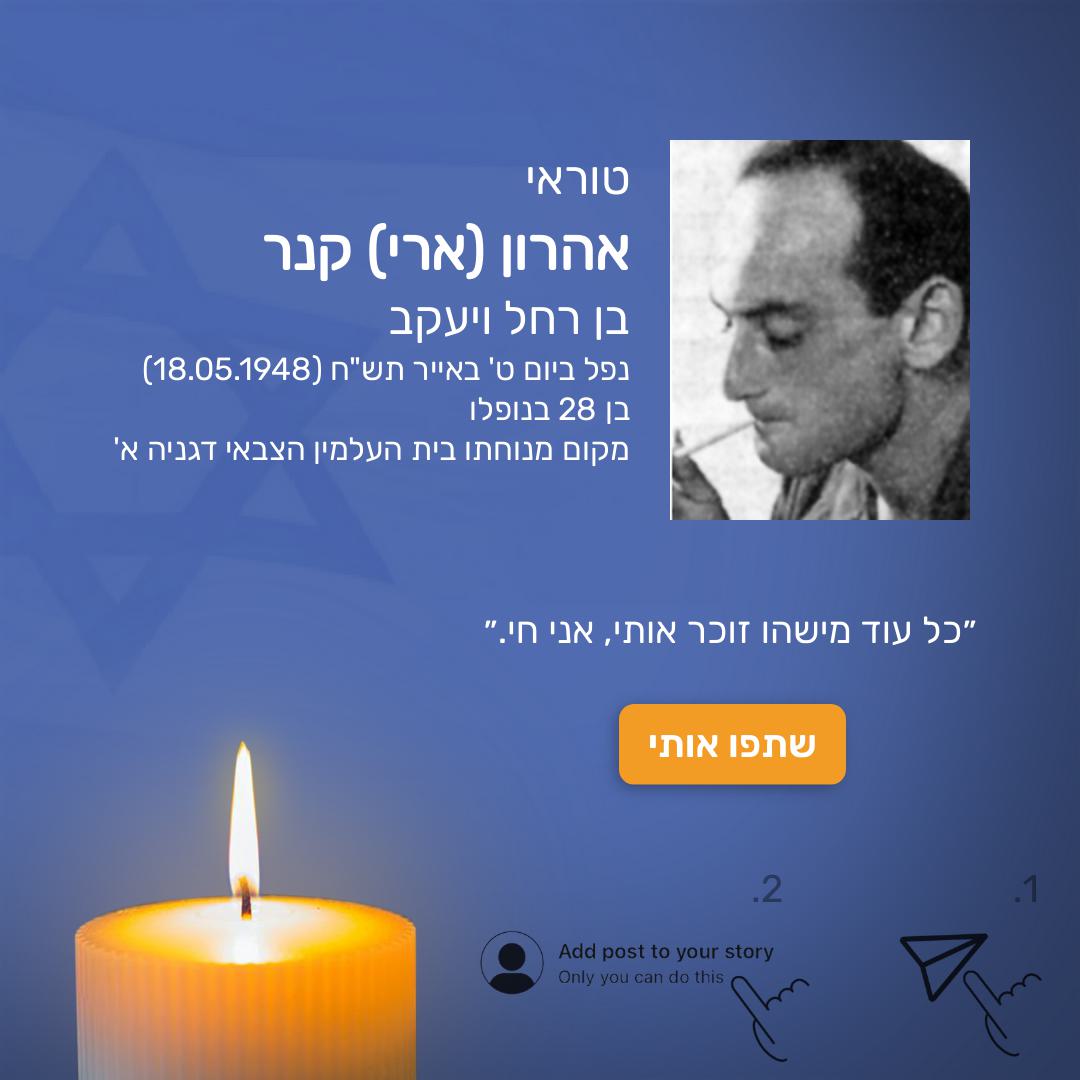 טוראי
אהרון (ארי) קנר
בן רחל ויעקב
נפל ביום ט' באייר תש"ח (18.05.1948)
בן 28 בנופלו
מקום מנוחתו בית העלמין הצבאי דגניה א'
״כל עוד מישהו זוכר אותי, אני חי.״
שתפו אותי
1.
2.
Add post to your story
Only you can do this